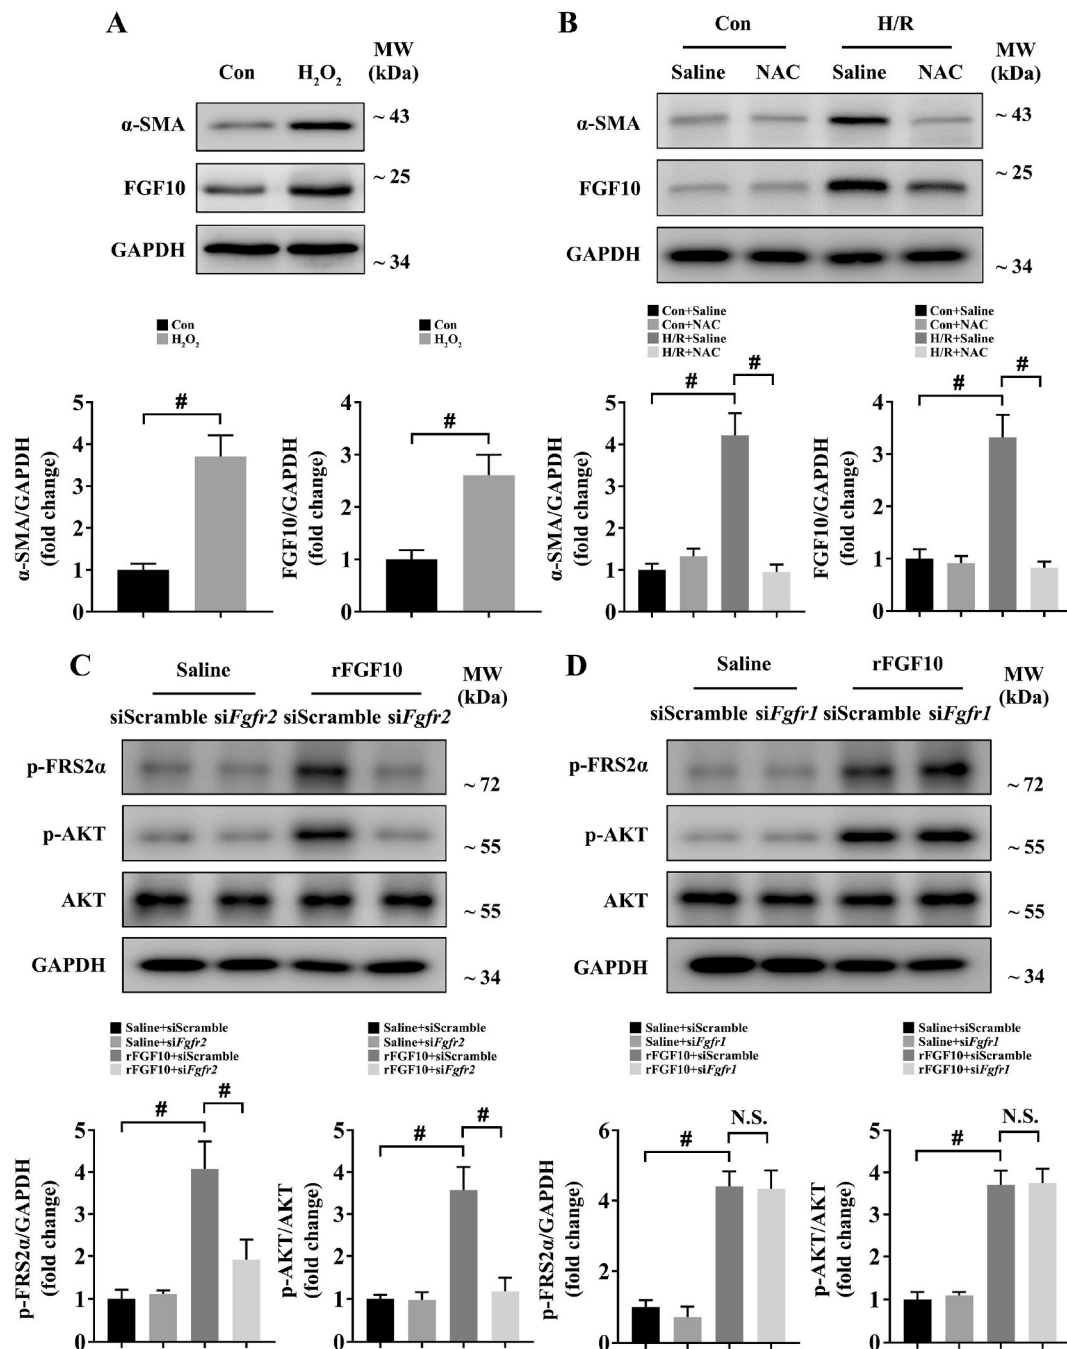 A
Con H₂O₂ MW (kDa)
α-SMA ~ 43
FGF10 ~ 25
GAPDH ~ 34
Con
H₂O₂
Con
H₂O₂
α-SMA/GAPDH
(fold change)
5
4
3
2
1
0
#
FGF10/GAPDH
(fold change)
4
3
2
1
0
#
B
Con H/R MW
(kDa)
Saline NAC Saline NAC
α-SMA ~ 43
FGF10 ~ 25
GAPDH ~ 34
Con+Saline
Con+NAC
H/R+Saline
H/R+NAC
Con+Saline
Con+NAC
H/R+Saline
H/R+NAC
α-SMA/GAPDH
(fold change)
5
4
3
2
1
0
# #
FGF10/GAPDH
(fold change)
4
3
2
1
0
# #
C
Saline rFGF10 MW
(kDa)
siScramble siFgfr2 siScramble siFgfr2
p-FRS2α ~ 72
p-AKT ~ 55
AKT ~ 55
GAPDH ~ 34
Saline+siScramble
Saline+siFgfr2
rFGF10+siScramble
rFGF10+siFgfr2
Saline+siScramble
Saline+siFgfr2
rFGF10+siScramble
rFGF10+siFgfr2
p-FRS2α/GAPDH
(fold change)
5
4
3
2
1
0
# #
p-AKT/AKT
(fold change)
5
4
3
2
1
0
# #
D
Saline rFGF10 MW
(kDa)
siScramble siFgfr1 siScramble siFgfr1
p-FRS2α ~ 72
p-AKT ~ 55
AKT ~ 55
GAPDH ~ 34
Saline+siScramble
Saline+siFgfr1
rFGF10+siScramble
rFGF10+siFgfr1
Saline+siScramble
Saline+siFgfr1
rFGF10+siScramble
rFGF10+siFgfr1
p-FRS2α/GAPDH
(fold change)
6
4
2
0
# N.S.
p-AKT/AKT
(fold change)
5
4
3
2
1
0
# N.S.